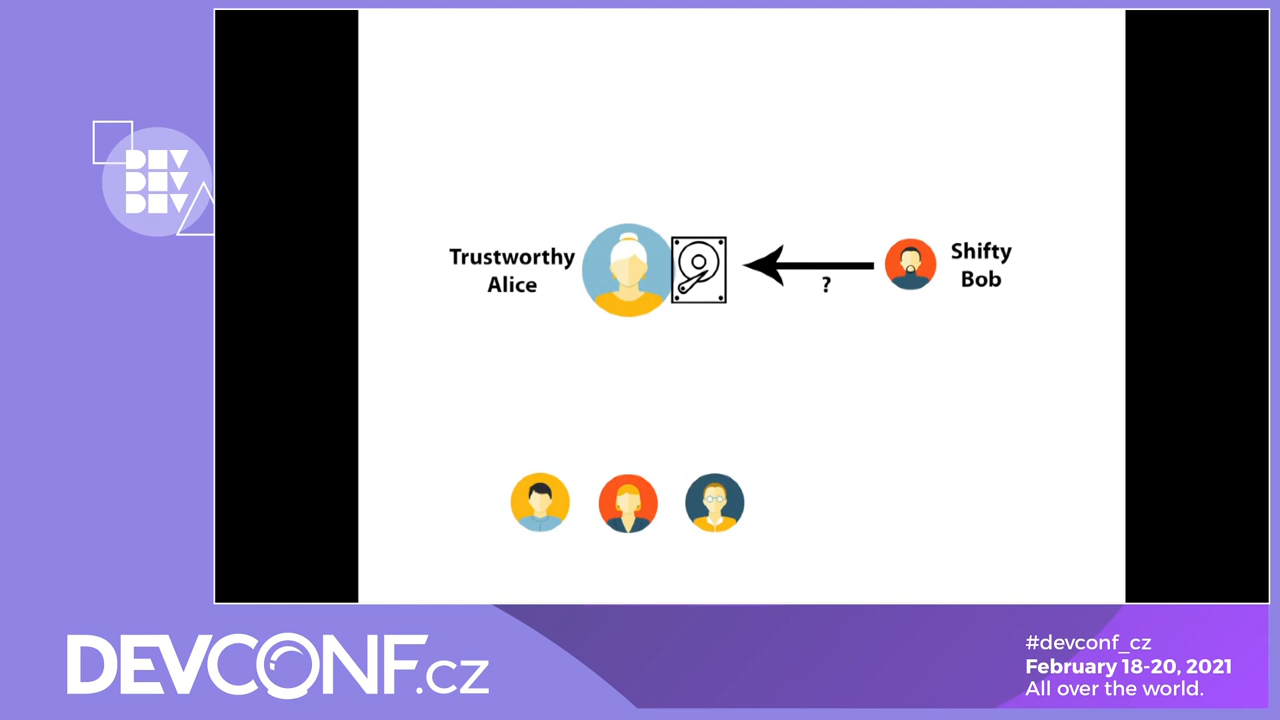 DEV
DEV
DEV
Trustworthy
Alice
?
Shifty
Bob
DEVCONF.cz
#devconf_cz
February 18-20, 2021
All over the world.